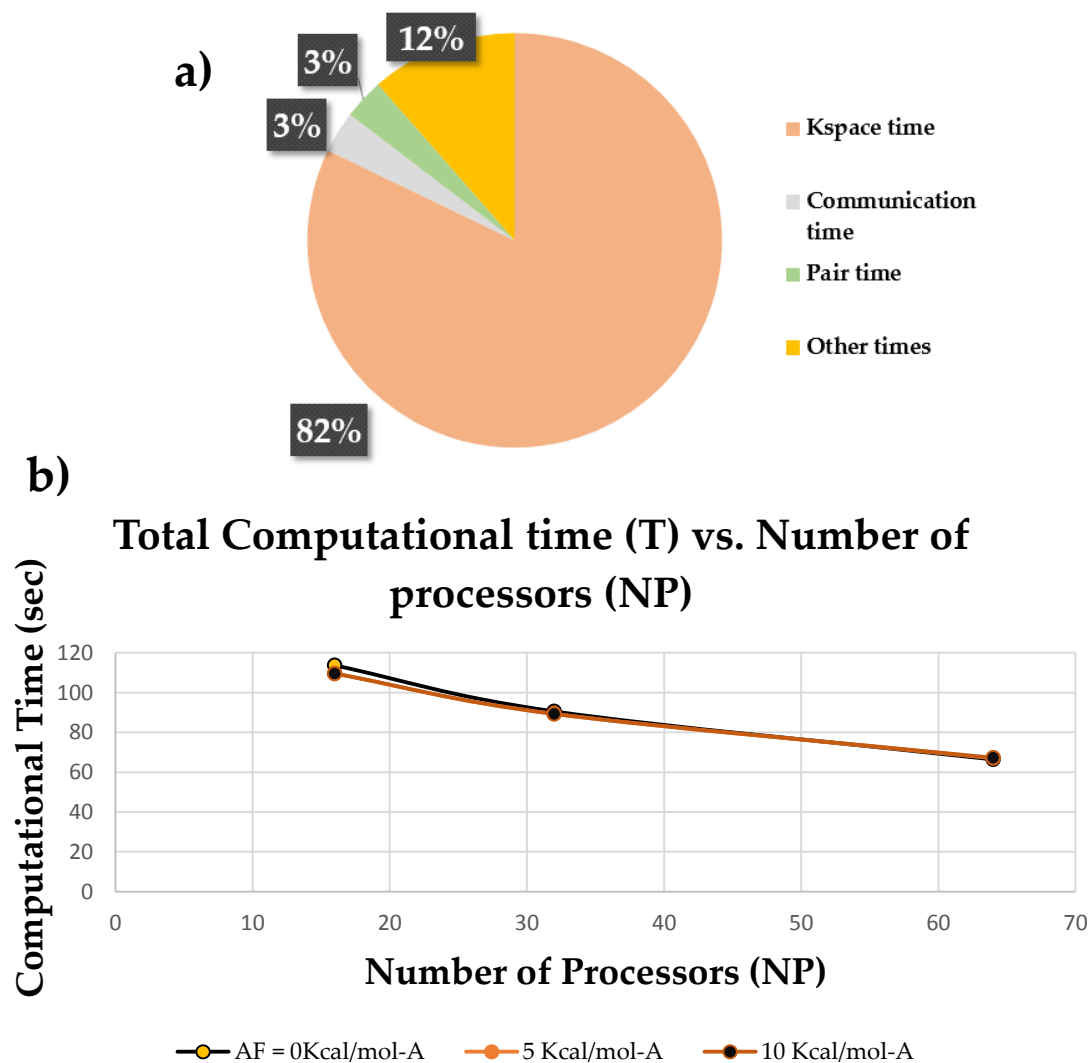 a)
12%
3%
3%
82%
Kspace time
Communication
time
Pair time
Other times
b)
Total Computational time (T) vs. Number of
processors (NP)
Computational Time (sec)
120
100
80
60
40
20
0
0 10 20 30 40 50 60 70
Number of Processors (NP)
AF = 0Kcal/mol-A 5 Kcal/mol-A 10 Kcal/mol-A